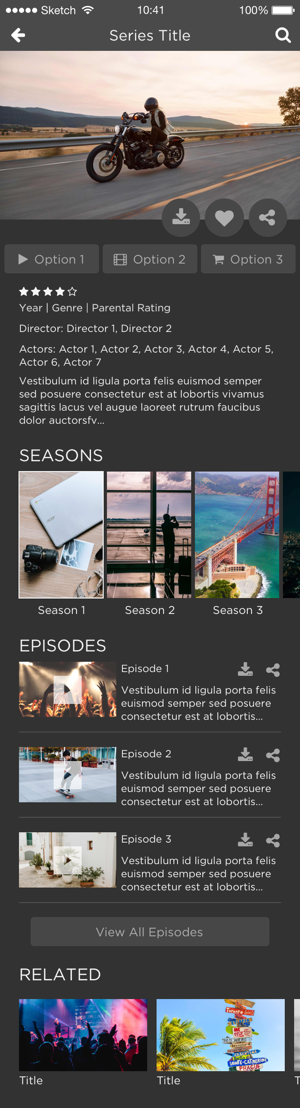 Sketch 10:41 100%
Series Title
Option 1 Option 2 Option 3
Year | Genre | Parental Rating
Director: Director 1, Director 2
Actors: Actor 1, Actor 2, Actor 3, Actor 4, Actor 5,
Actor 6, Actor 7
Vestibulum id ligula porta felis euismod semper
sed posuere consectetur est at lobortis vivamus
sagittis lacus vel augue laoreet rutrum faucibus
dolor auctorsfv...
SEASONS
Season 1 Season 2 Season 3
EPISODES
Episode 1
Vestibulum id ligula porta felis
euismod semper sed posuere
consectetur est at lobortis...
Episode 2
Vestibulum id ligula porta felis
euismod semper sed posuere
consectetur est at lobortis...
Episode 3
Vestibulum id ligula porta felis
euismod semper sed posuere
consectetur est at lobortis...
View All Episodes
RELATED
Title Title